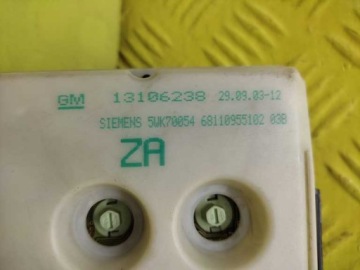 GM 13106238 29.09.03-12
SIEMENS 5WK70054 68110955102 03B
ZA